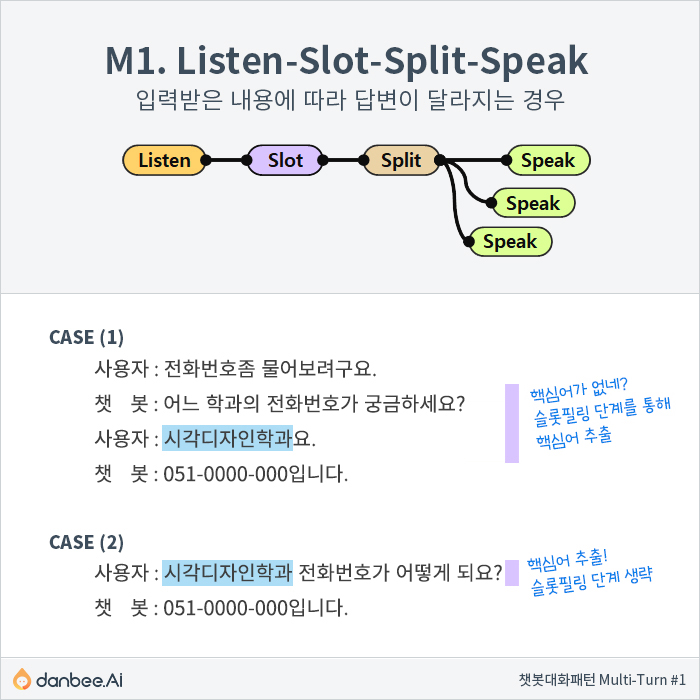 M1. Listen-Slot-Split-Speak
입력받은 내용에 따라 답변이 달라지는 경우
Listen
Slot
Split
Speak
Speak
Speak
CASE (1)
사용자 : 전화번호좀 물어보려구요.
챗 봇 : 어느 학과의 전화번호가 궁금하세요?
사용자 : 시각디자인학과요.
챗 봇 : 051-0000-000입니다.
핵심어가 없네?
슬롯필링 단계를 통해
핵심어 추출
CASE (2)
사용자 : 시각디자인학과 전화번호가 어떻게 되요?
챗 봇 : 051-0000-000입니다.
핵심어 추출!
슬롯필링 단계 생략
danbee.Ai
챗봇대화패턴 Multi-Turn #1